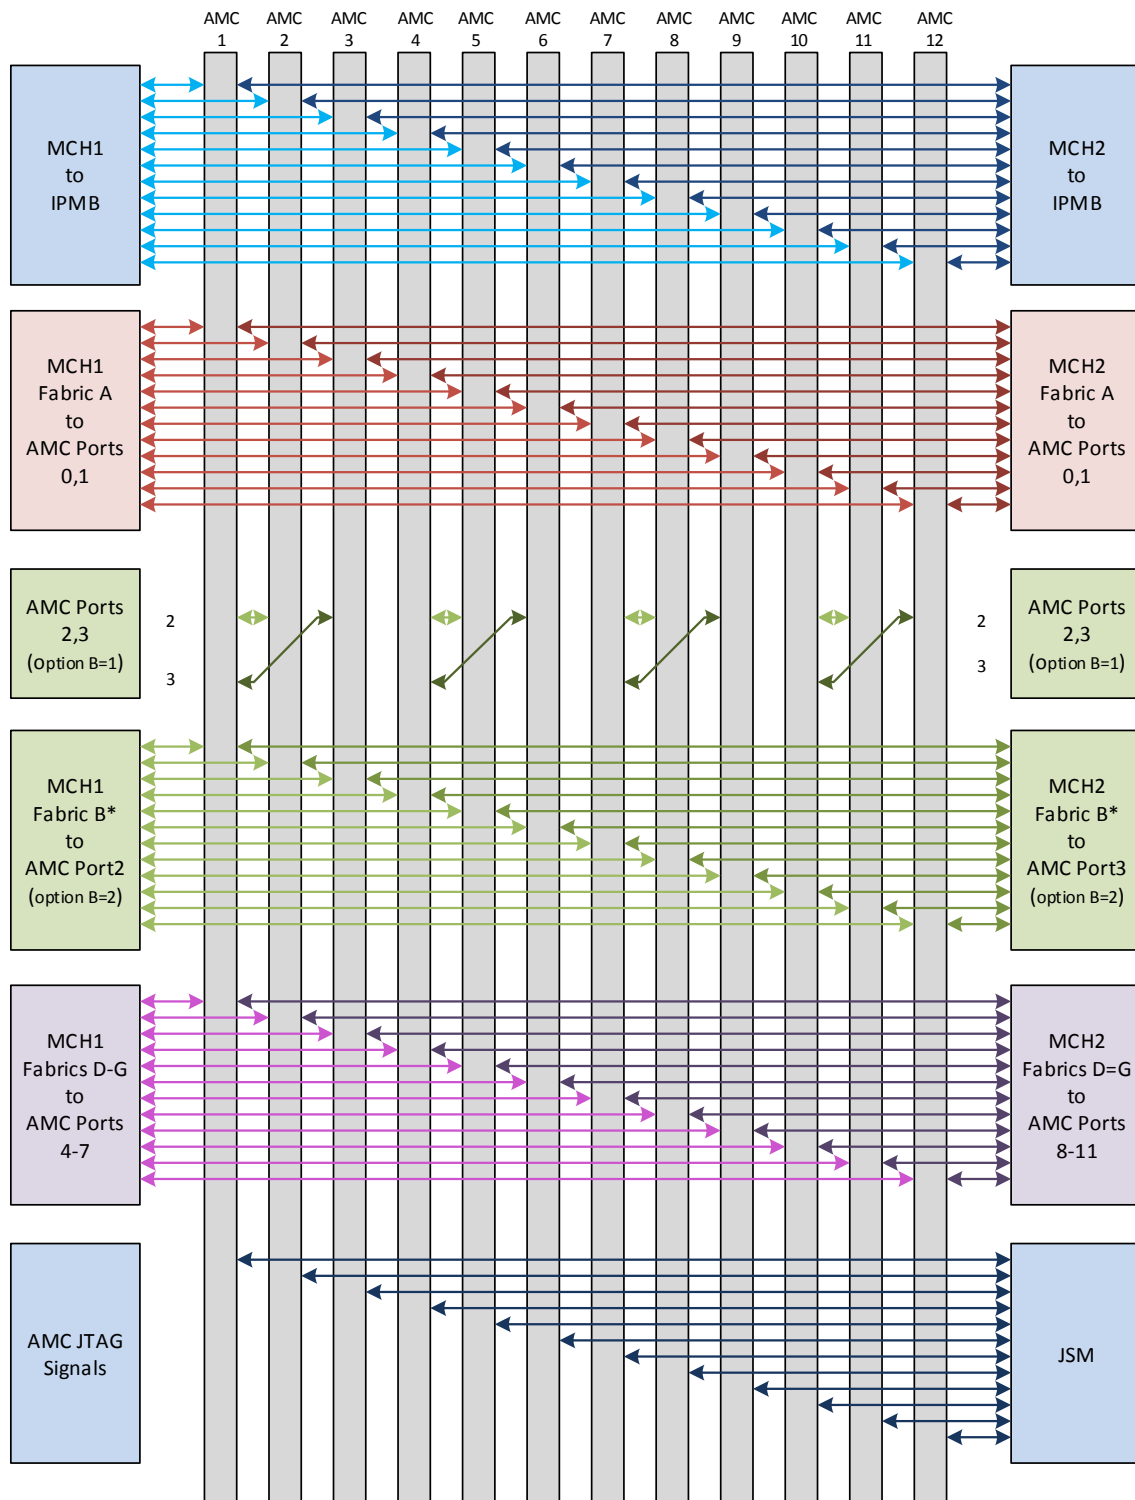 AMC AMC AMC AMC AMC AMC AMC AMC AMC AMC AMC AMC
1 2 3 4 5 6 7 8 9 10 11 12
MCH1
to
IPMB
MCH2
to
IPMB
MCH1
Fabric A
to
AMC Ports
0,1
MCH2
Fabric A
to
AMC Ports
0,1
AMC Ports
2,3
(option B=1)
2
3
2
3
AMC Ports
2,3
(option B=1)
MCH1
Fabric B*
to
AMC Port2
(option B=2)
MCH2
Fabric B*
to
AMC Port3
(option B=2)
MCH1
Fabrics D-G
to
AMC Ports
4-7
MCH2
Fabrics D=G
to
AMC Ports
8-11
AMC JTAG
Signals
JSM